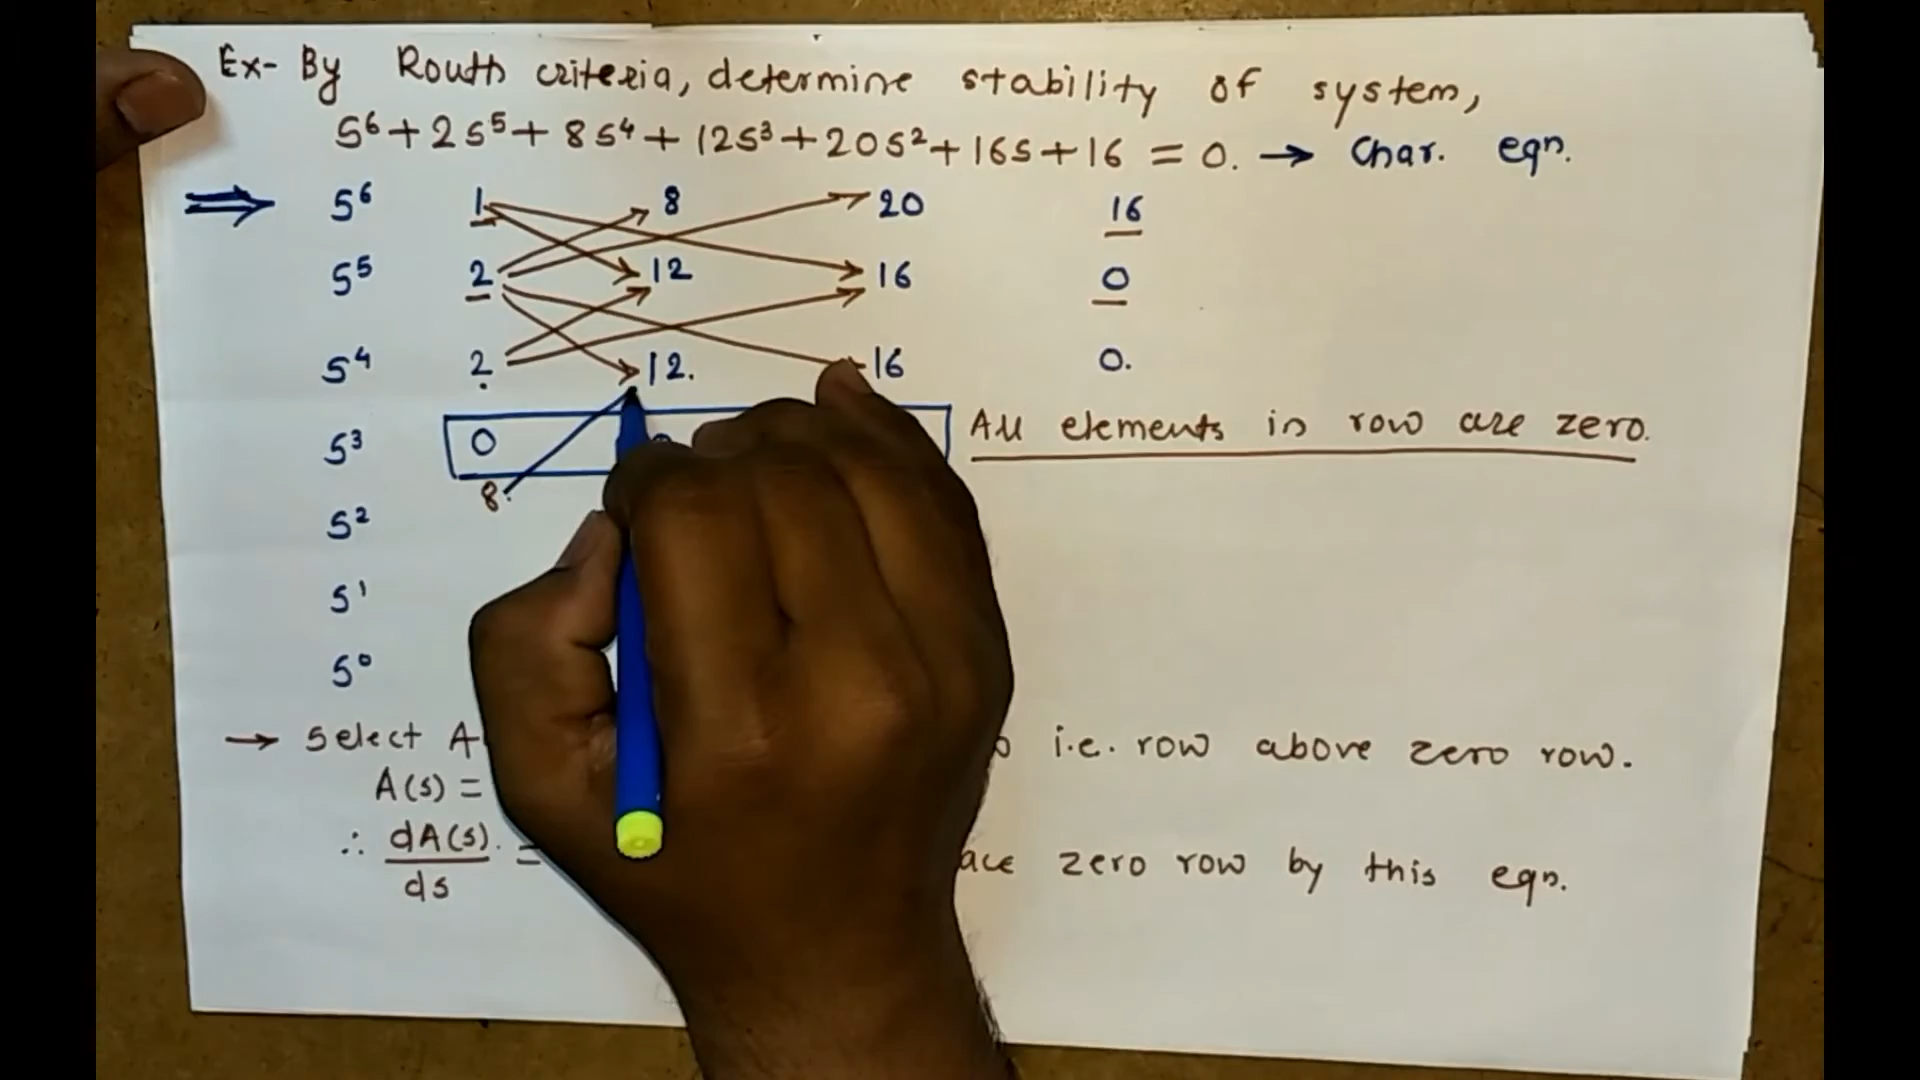 Ex- By Routh criteria, determine stability of system,
S⁶ + 2S⁵ + 8S⁴ + 12S³ + 20S² + 16S + 16 = 0. → Char. eqn.
⇒ S⁶ 1 8 20 16
S⁵ 2 12 16 0
S⁴ 2 12. 16 0.
S³ 0 All elements in row are zero.
8.
S²
S¹
S⁰
→ Select A i.e. row above zero row.
A(s) =
∴ dA(s). / ds = zero row by this eqn.